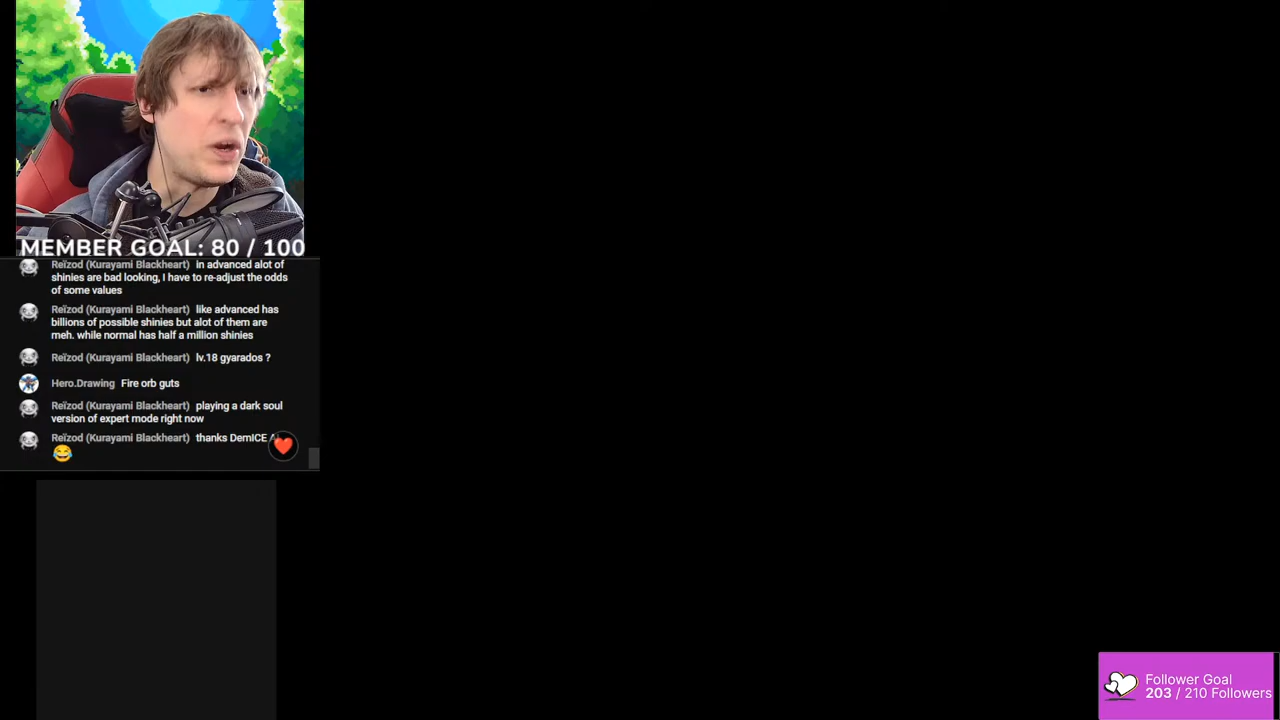 MEMBER GOAL: 80 / 100
Reïzod (Kurayami Blackheart) in advanced alot of
shinies are bad looking, I have to re-adjust the odds
of some values
Reïzod (Kurayami Blackheart) like advanced has
billions of possible shinies but alot of them are
meh. while normal has half a million shinies
Reïzod (Kurayami Blackheart) lv.18 gyarados ?
Hero.Drawing Fire orb guts
Reïzod (Kurayami Blackheart) playing a dark soul
version of expert mode right now
Reïzod (Kurayami Blackheart) thanks DemICE
Follower Goal
203 / 210 Followers